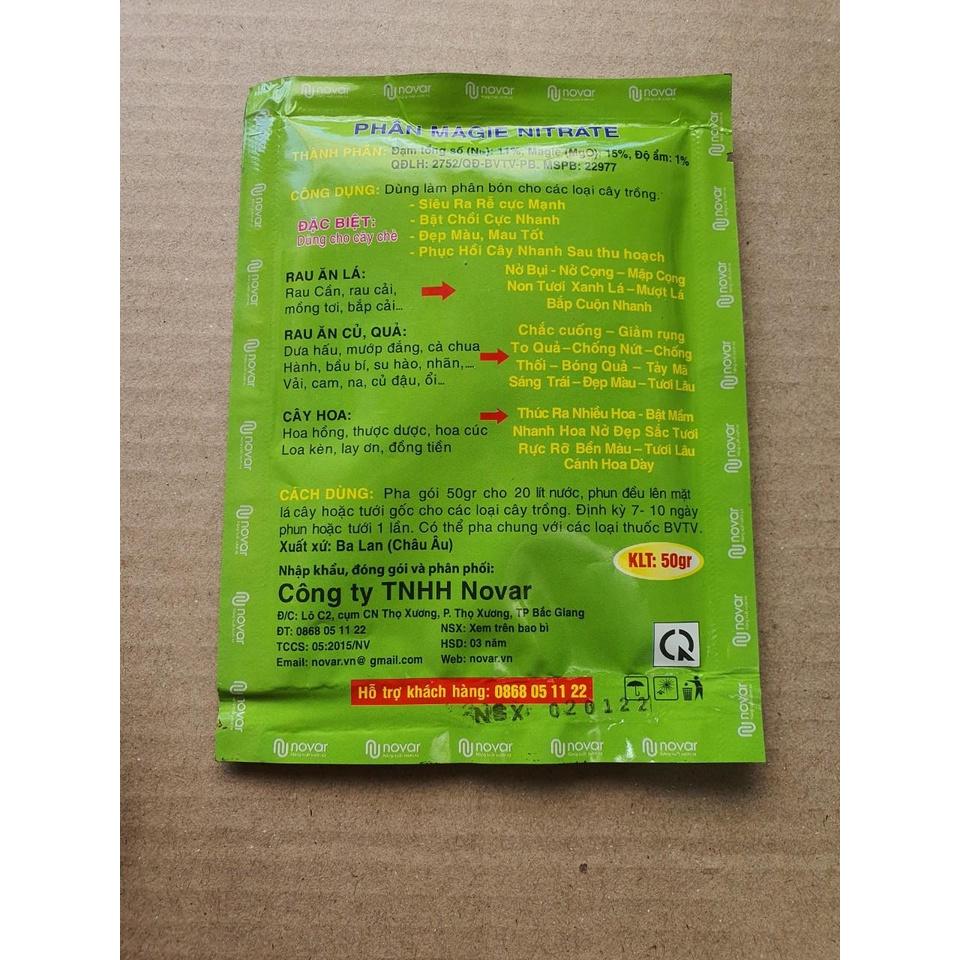 novar novar novar novar novar
PHÂN MAGIE NITRATE
THÀNH PHẦN: Đạm tổng số (Nts): 11%, Magie (MgO): 15%, Độ ẩm: 1%
QĐLH: 2752/QĐ-BVTV-PB. MSPB: 22977
CÔNG DỤNG: Dùng làm phân bón cho các loại cây trồng.
ĐẶC BIỆT:
Dùng cho cây chè
- Siêu Ra Rễ cực Mạnh
- Bật Chồi Cực Nhanh
- Đẹp Màu, Mau Tốt
- Phục Hồi Cây Nhanh Sau thu hoạch
RAU ĂN LÁ:
Rau Cần, rau cải,
mồng tơi, bắp cải...
Nở Bụi - Nở Cọng – Mập Cọng
Non Tươi Xanh Lá – Mượt Lá
Bắp Cuộn Nhanh
RAU ĂN CỦ, QUẢ:
Dưa hấu, mướp đắng, cà chua
Hành, bầu bí, su hào, nhãn,....
Vải, cam, na, củ đậu, ổi...
Chắc cuống – Giảm rụng
To Quả – Chống Nứt – Chống
Thối – Bóng Quả – Tây Mã
Sáng Trái – Đẹp Màu – Tươi Lâu
CÂY HOA:
Hoa hồng, thược dược, hoa cúc
Loa kèn, lay ơn, đồng tiền
Thúc Ra Nhiều Hoa - Bật Mầm
Nhanh Hoa Nở Đẹp Sắc Tươi
Rực Rỡ Bền Màu – Tươi Lâu
Cánh Hoa Dày
CÁCH DÙNG: Pha gói 50gr cho 20 lít nước, phun đều lên mặt
lá cây hoặc tưới gốc cho các loại cây trồng. Định kỳ 7- 10 ngày
phun hoặc tưới 1 lần. Có thể pha chung với các loại thuốc BVTV.
Xuất xứ: Ba Lan (Châu Âu)
KLT: 50gr
Nhập khẩu, đóng gói và phân phối:
Công ty TNHH Novar
Đ/C: Lô C2, cụm CN Thọ Xương, P. Thọ Xương, TP Bắc Giang
ĐT: 0868 05 11 22 NSX: Xem trên bao bì
TCCS: 05:2015/NV HSD: 03 năm
Email: novar.vn@ gmail.com Web: novar.vn
Hỗ trợ khách hàng: 0868 05 11 22
NSX 020122
novar novar novar novar novar